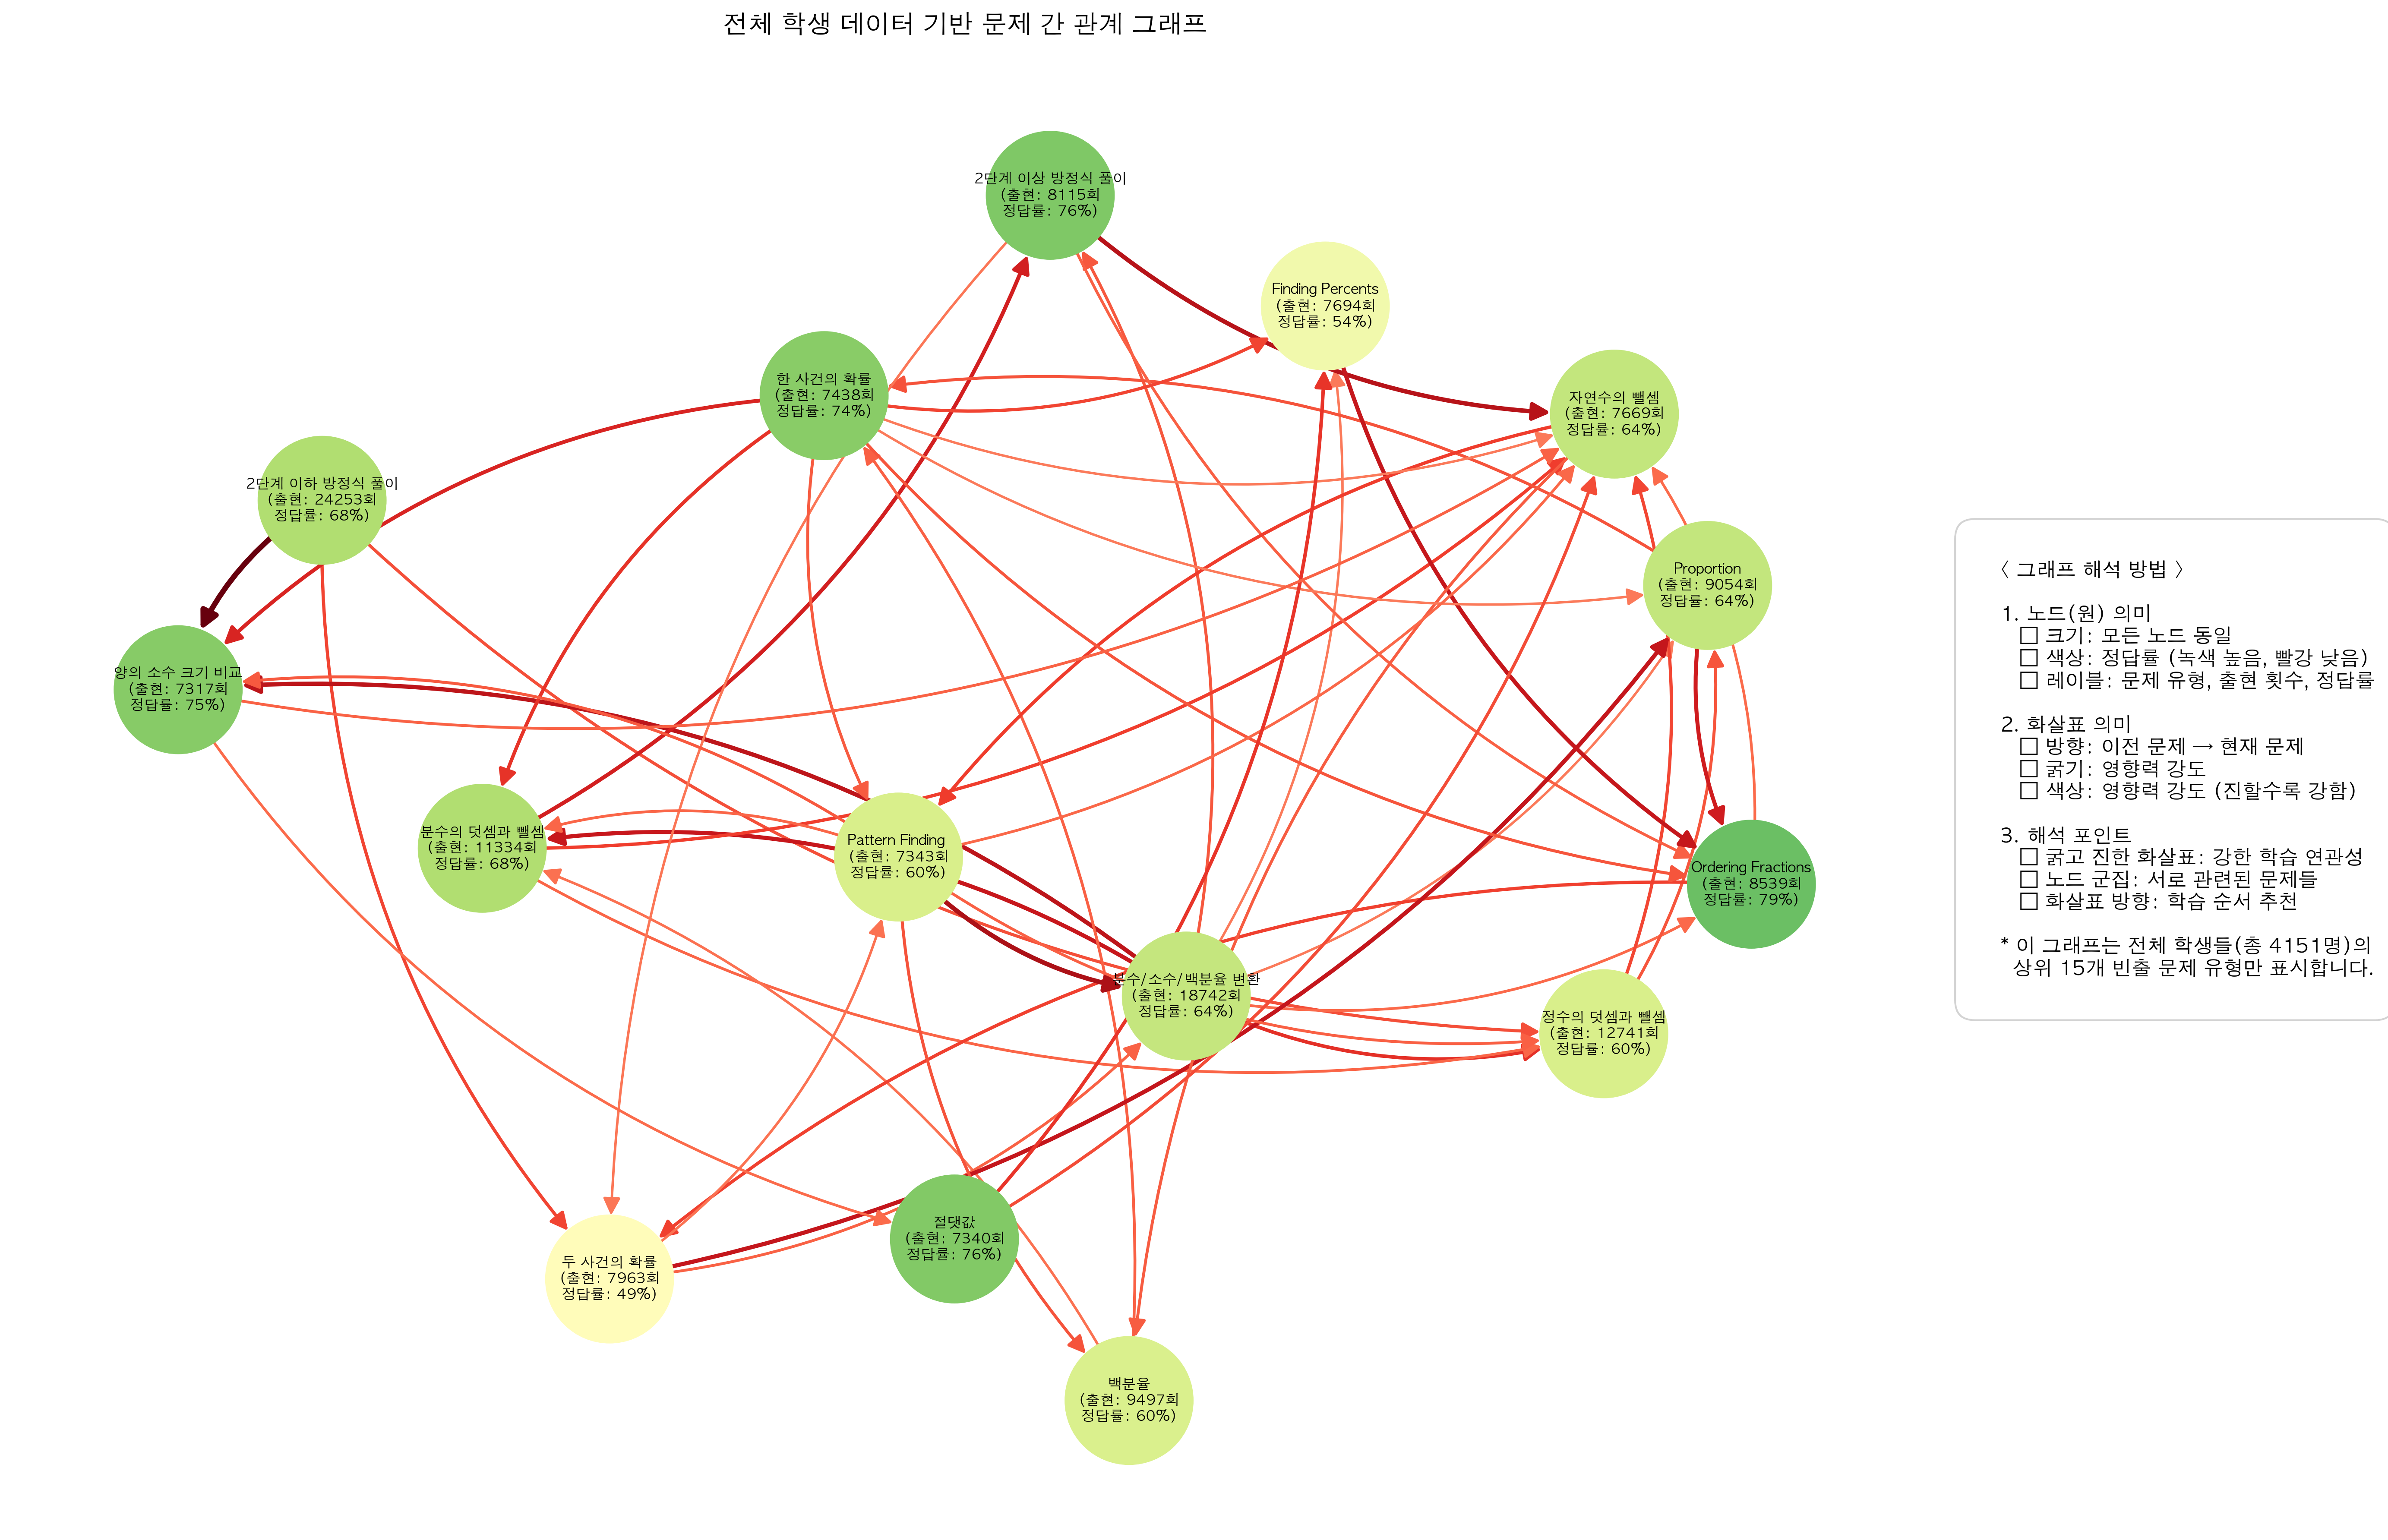 전체 학생 데이터 기반 문제 간 관계 그래프
2단계 이상 방정식 풀이
(출현: 8115회
정답률: 76%)
Finding Percents
(출현: 7694회
정답률: 54%)
한 사건의 확률
(출현: 7438회
정답률: 74%)
자연수의 뺄셈
(출현: 7669회
정답률: 64%)
2단계 이하 방정식 풀이
(출현: 24253회
정답률: 68%)
Proportion
(출현: 9054회
정답률: 64%)
양의 소수 크기 비교
(출현: 7317회
정답률: 75%)
분수의 덧셈과 뺄셈
(출현: 11334회
정답률: 68%)
Pattern Finding
(출현: 7343회
정답률: 60%)
Ordering Fractions
(출현: 8539회
정답률: 79%)
분수/소수/백분율 변환
(출현: 18742회
정답률: 64%)
정수의 덧셈과 뺄셈
(출현: 12741회
정답률: 60%)
절댓값
(출현: 7340회
정답률: 76%)
두 사건의 확률
(출현: 7963회
정답률: 49%)
백분율
(출현: 9497회
정답률: 60%)
< 그래프 해석 방법 >
1. 노드(원) 의미
□ 크기: 모든 노드 동일
□ 색상: 정답률 (녹색 높음, 빨강 낮음)
□ 레이블: 문제 유형, 출현 횟수, 정답률
2. 화살표 의미
□ 방향: 이전 문제 → 현재 문제
□ 굵기: 영향력 강도
□ 색상: 영향력 강도 (진할수록 강함)
3. 해석 포인트
□ 굵고 진한 화살표: 강한 학습 연관성
□ 노드 군집: 서로 관련된 문제들
□ 화살표 방향: 학습 순서 추천
* 이 그래프는 전체 학생들(총 4151명)의
상위 15개 빈출 문제 유형만 표시합니다.